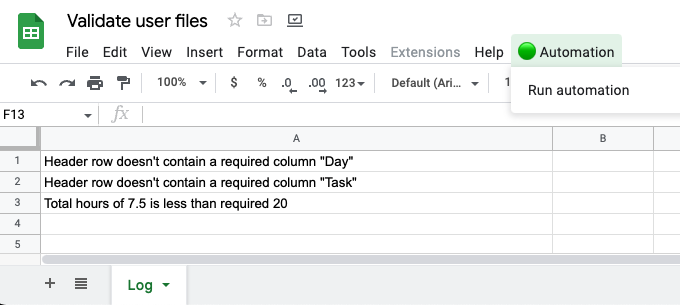 Validate user files
File Edit View Insert Format Data Tools Extensions Help Automation
100% $ % .0 .00 123 Default (Ari... 1
Run automation
F13 fx
A B
1 Header row doesn't contain a required column "Day"
2 Header row doesn't contain a required column "Task"
3 Total hours of 7.5 is less than required 20
4
5
+ Log